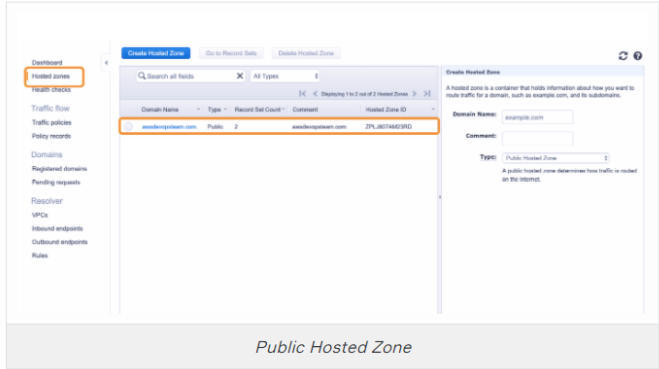 Create Hosted Zone
Go to Record Sets
Delete Hosted Zone
Dashboard
Hosted zones
Health checks
Traffic flow
Traffic policies
Policy records
Domains
Registered domains
Pending requests
Resolver
VPCs
Inbound endpoints
Outbound endpoints
Rules
Search all fields
All Types
Displaying 1 to 2 out of 2 Hosted Zones
Domain Name Type Record Set Count Comment Hosted Zone ID
awsdevopsteam.com. Public 2 awsdevopsteam.com
Create Hosted Zone
A hosted zone is a container that holds information about how you want to
route traffic for a domain, such as example.com, and its subdomains.
Domain Name: example.com
Comment:
Type: Public Hosted Zone
A public hosted zone determines how traffic is routed
on the Internet.
Public Hosted Zone